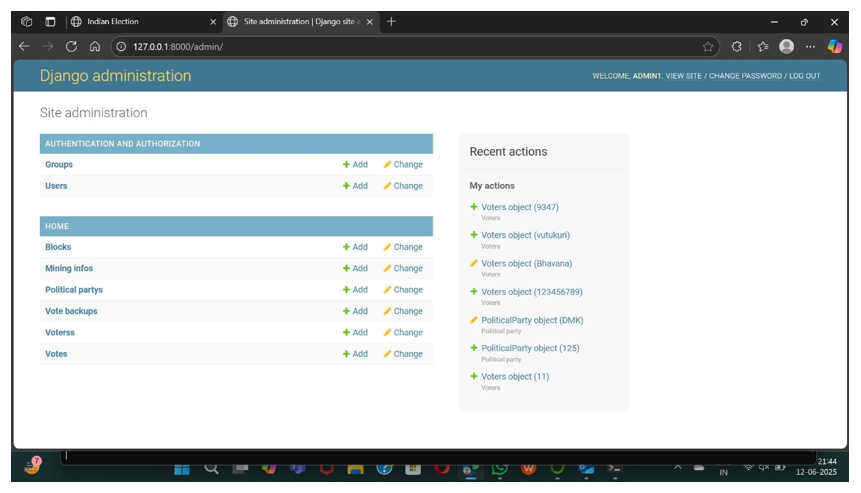 Indian Election
Site administration | Django site a
127.0.0.1:8000/admin/
Django administration
WELCOME, ADMIN1. VIEW SITE / CHANGE PASSWORD / LOG OUT
Site administration
AUTHENTICATION AND AUTHORIZATION
Groups Add Change
Users Add Change
HOME
Blocks Add Change
Mining infos Add Change
Political partys Add Change
Vote backups Add Change
Voterss Add Change
Votes Add Change
Recent actions
My actions
Voters object (9347)
Voters
Voters object (vutukuri)
Voters
Voters object (Bhavana)
Voters
Voters object (123456789)
Voters
PoliticalParty object (DMK)
Political party
PoliticalParty object (125)
Political party
Voters object (11)
Voters
7
IN
21:44
12-06-2025